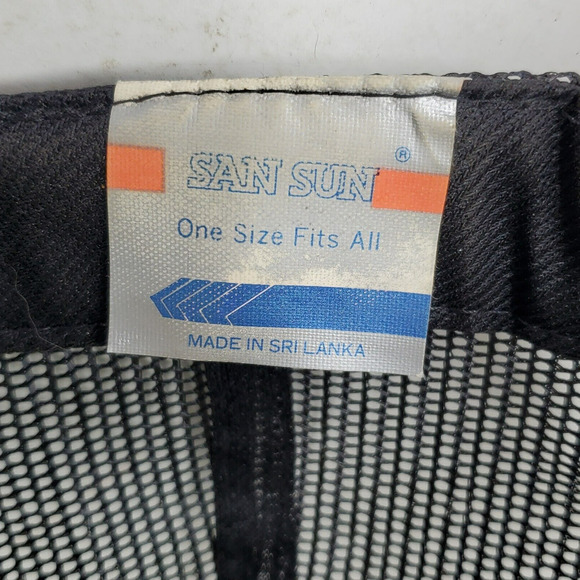 SAN SUN ®
One Size Fits All
MADE IN SRI LANKA